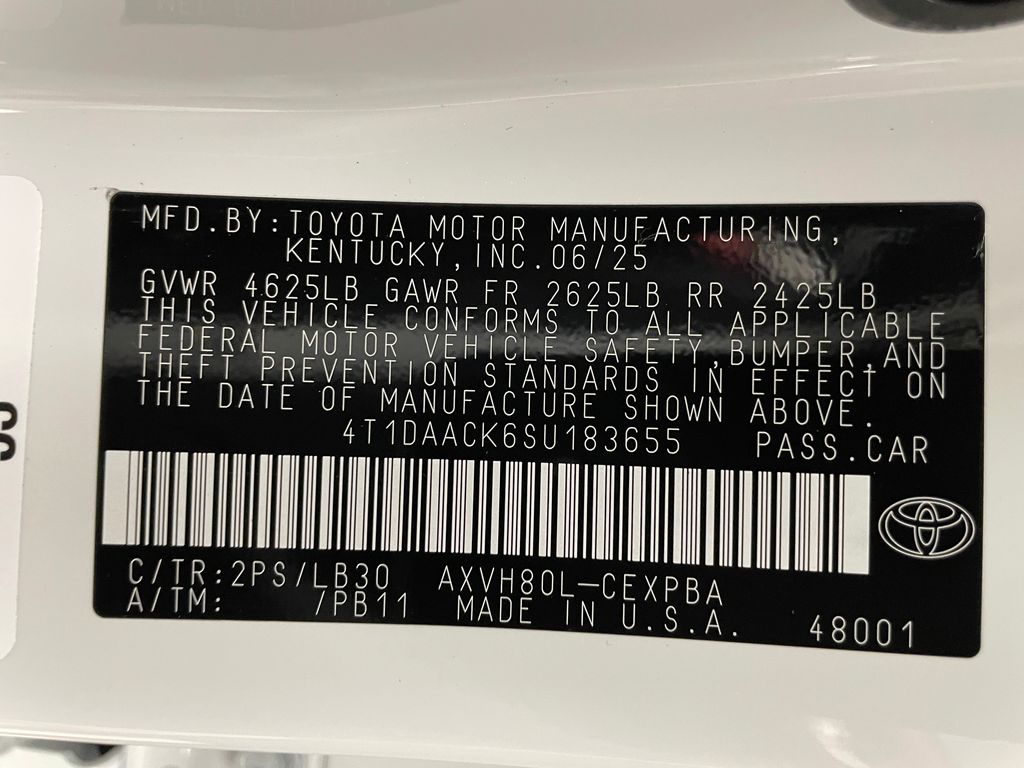 MFD.BY:TOYOTA MOTOR MANUFACTURING,
KENTUCKY,INC.06/25
GVWR 4625LB GAWR FR 2625LB RR 2425LB
THIS VEHICLE CONFORMS TO ALL APPLICABLE
FEDERAL MOTOR VEHICLE SAFETY,BUMPER,AND
THEFT PREVENTION STANDARDS IN EFFECT ON
THE DATE OF MANUFACTURE SHOWN ABOVE.
4T1DAACK6SU183655 PASS.CAR
C/TR:2PS/LB30 AXVH80L-CEXPBA
A/TM: /PB11 MADE IN U.S.A. 48001